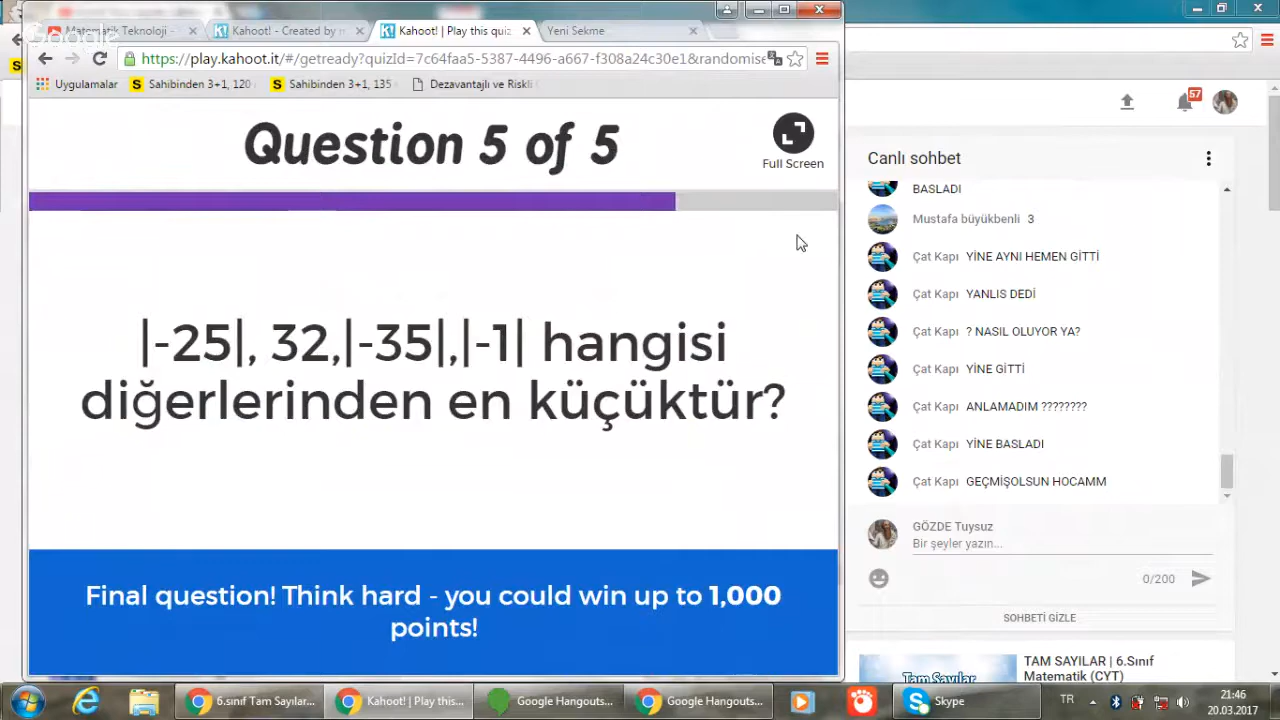 Google
Matematik Teknoloji -
Kahoot! - Created by
Kahoot! | Play this quiz
Yeni Sekme
https://play.kahoot.it/#/getready?quizId=7c64faa5-5387-4496-a667-f308a24c30e1&randomise
Uygulamalar
Sahibinden 3+1, 120
Sahibinden 3+1, 135
Dezavantajlı ve Riskli
Question 5 of 5
Full Screen
|-25|, 32,|-35|,|-1| hangisi
diğerlerinden en küçüktür?
Final question! Think hard - you could win up to 1,000
points!
57
Canlı sohbet
BASLADI
Mustafa büyükbenli 3
Çat Kapı YİNE AYNI HEMEN GİTTİ
Çat Kapı YANLIS DEDİ
Çat Kapı ? NASIL OLUYOR YA?
Çat Kapı YİNE GİTTİ
Çat Kapı ANLAMADIM ????????
Çat Kapı YİNE BASLADI
Çat Kapı GEÇMİŞOLSUN HOCAMM
GÖZDE Tuysuz
Bir şeyler yazın...
0/200
SOHBETİ GİZLE
Tam Sayılar
TAM SAYILAR | 6.Sınıf
Matematik (CYT)
6.sınıf Tam Sayılar...
Kahoot! | Play this...
Google Hangouts...
Google Hangouts...
Skype
TR
21:46
20.03.2017